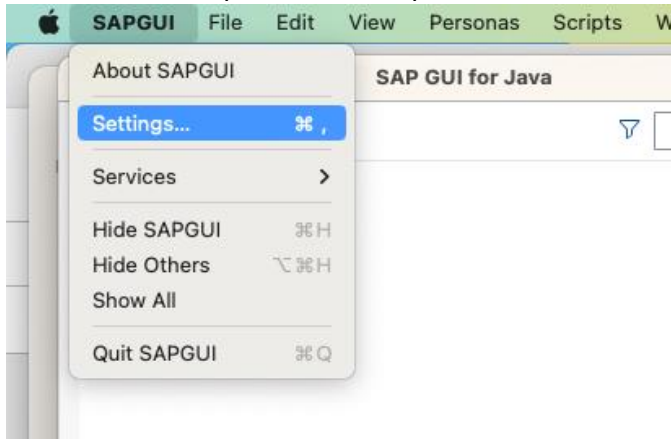 SAPGUI File Edit View Personas Scripts
About SAPGUI
SAP GUI for Java
Settings... ⌘ ,
Services >
Hide SAPGUI ⌘H
Hide Others ⌥⌘H
Show All
Quit SAPGUI ⌘Q